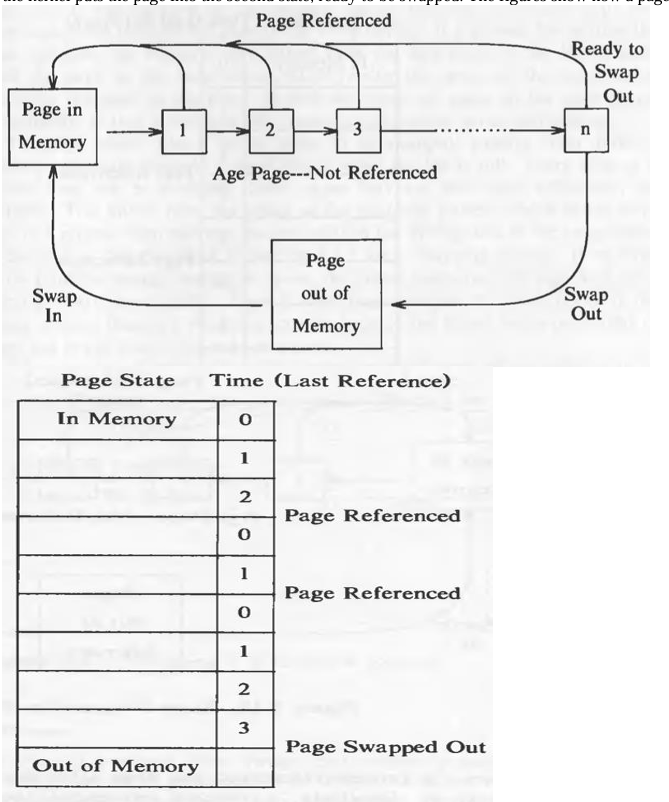 the kernel puts the page into the second state, ready to be swapped. The figures show how a page
Page Referenced
Ready to
Swap
Out
Page in
Memory
1
2
3
n
Age Page---Not Referenced
Page
out of
Memory
Swap
In
Swap
Out
Page State Time (Last Reference)
In Memory 0
1
2
Page Referenced
0
1
Page Referenced
0
1
2
3
Page Swapped Out
Out of Memory